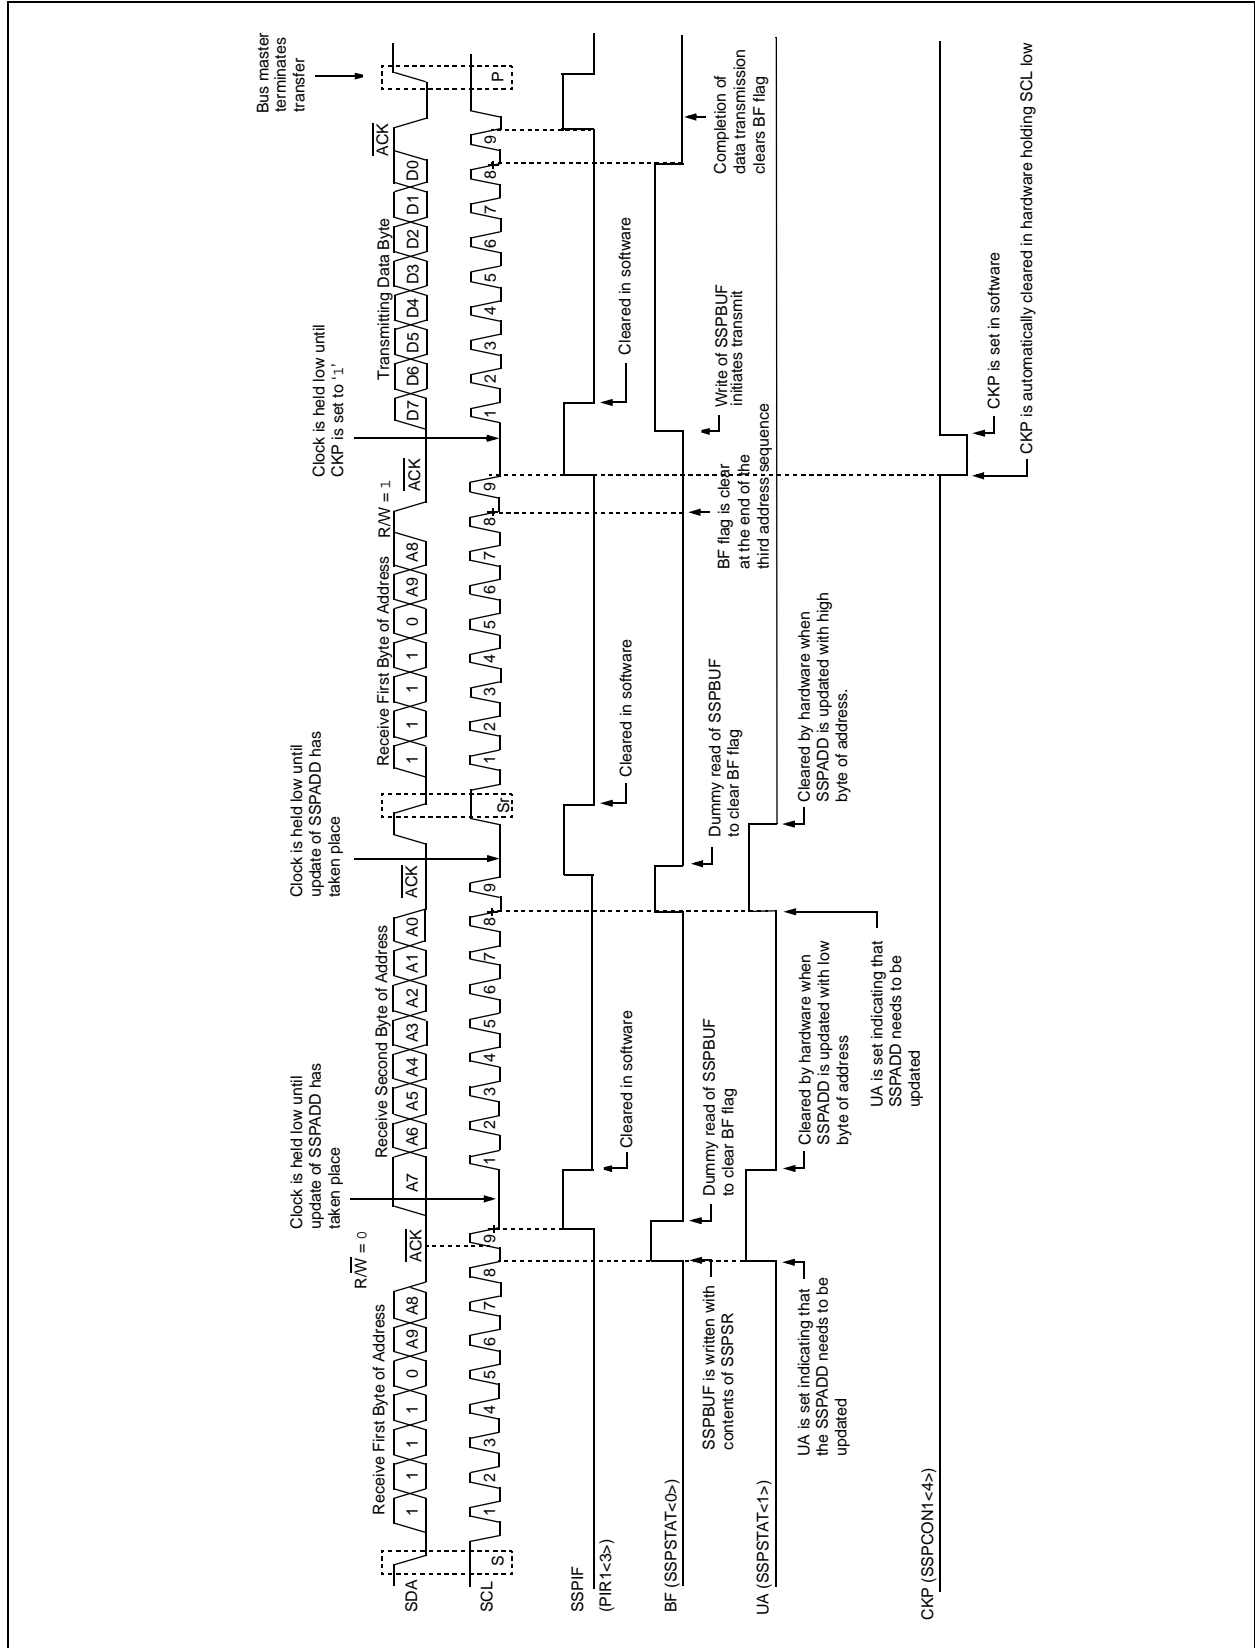 Bus master
terminates
transfer
Clock is held low until
CKP is set to ‘1’
Clock is held low until
update of SSPADD has
taken place
Clock is held low until
update of SSPADD has
taken place
R/W = 0
Receive First Byte of Address
ACK
Receive Second Byte of Address
ACK
Receive First Byte of Address
R/W = 1
ACK
Transmitting Data Byte
ACK
SDA
1 1 1 1 0 A9 A8
A7 A6 A5 A4 A3 A2 A1 A0
1 1 1 1 0 A9 A8
D7 D6 D5 D4 D3 D2 D1 D0
SCL
S
1 2 3 4 5 6 7 8 9
1 2 3 4 5 6 7 8 9
Sr
1 2 3 4 5 6 7 8 9
1 2 3 4 5 6 7 8 9
P
SSPIF
(PIR1<3>)
Cleared in software
Cleared in software
Cleared in software
BF (SSPSTAT<0>)
SSPBUF is written with
contents of SSPSR
Dummy read of SSPBUF
to clear BF flag
Dummy read of SSPBUF
to clear BF flag
BF flag is clear
at the end of the
third address sequence
Write of SSPBUF
initiates transmit
Completion of
data transmission
clears BF flag
UA (SSPSTAT<1>)
UA is set indicating that
the SSPADD needs to be
updated
Cleared by hardware when
SSPADD is updated with low
byte of address
UA is set indicating that
SSPADD needs to be
updated
Cleared by hardware when
SSPADD is updated with high
byte of address.
CKP (SSPCON1<4>)
CKP is set in software
CKP is automatically cleared in hardware holding SCL low